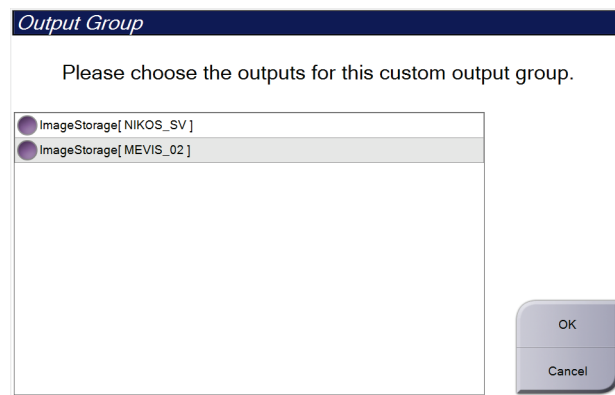 Output Group
Please choose the outputs for this custom output group.
ImageStorage[ NIKOS_SV ]
ImageStorage[ MEVIS_02 ]
OK
Cancel